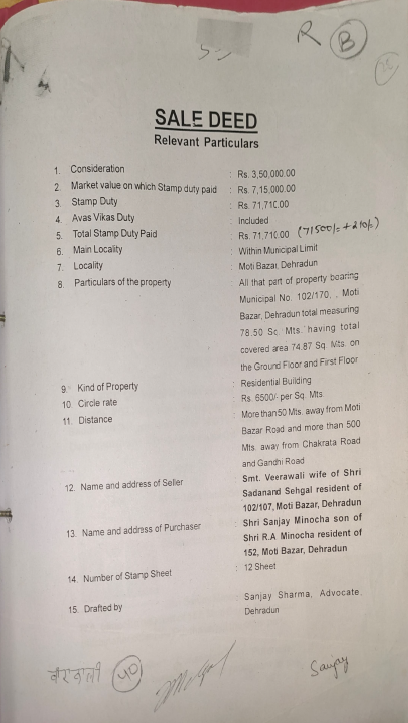 R B
SALE DEED
Relevant Particulars
1. Consideration : Rs. 3,50,000.00
2. Market value on which Stamp duty paid : Rs. 7,15,000.00
3. Stamp Duty : Rs. 71,710.00
4. Avas Vikas Duty : Included
5. Total Stamp Duty Paid : Rs. 71,710.00 (71500/= + 210/=)
6. Main Locality : Within Municipal Limit
7. Locality : Moti Bazar, Dehradun
8. Particulars of the property : All that part of property bearing
Municipal No. 102/170, , Moti
Bazar, Dehradun total measuring
78.50 Sq. Mts. having total
covered area 74.87 Sq. Mts. on
the Ground Floor and First Floor
9. Kind of Property : Residential Building
10. Circle rate Rs. 6500/- per Sq. Mts.
11. Distance : More than 50 Mts. away from Moti
Bazar Road and more than 500
Mts. away from Chakrata Road
and Gandhi Road
12. Name and address of Seller : Smt. Veerawali wife of Shri
Sadanand Sehgal resident of
102/107, Moti Bazar, Dehradun
13. Name and address of Purchaser : Shri Sanjay Minocha son of
Shri R.A. Minocha resident of
152, Moti Bazar, Dehradun
14. Number of Stamp Sheet : 12 Sheet
15. Drafted by : Sanjay Sharma, Advocate,
Dehradun
40 Sanjay